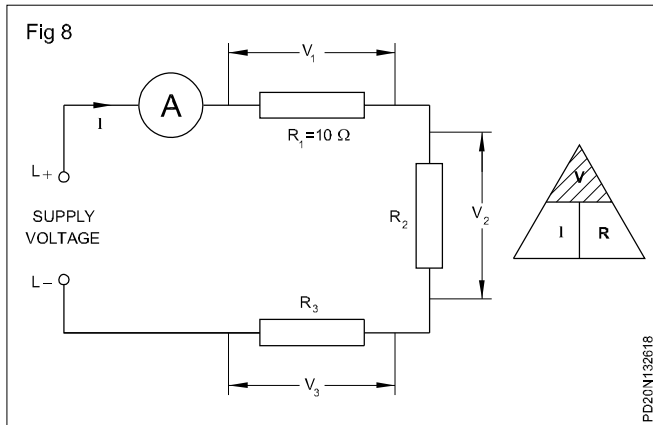 Fig 8
V1
A
I
R1=10 Ω
L+
SUPPLY
VOLTAGE
R2
V2
V
I R
L–
R3
V3
PD20N132618